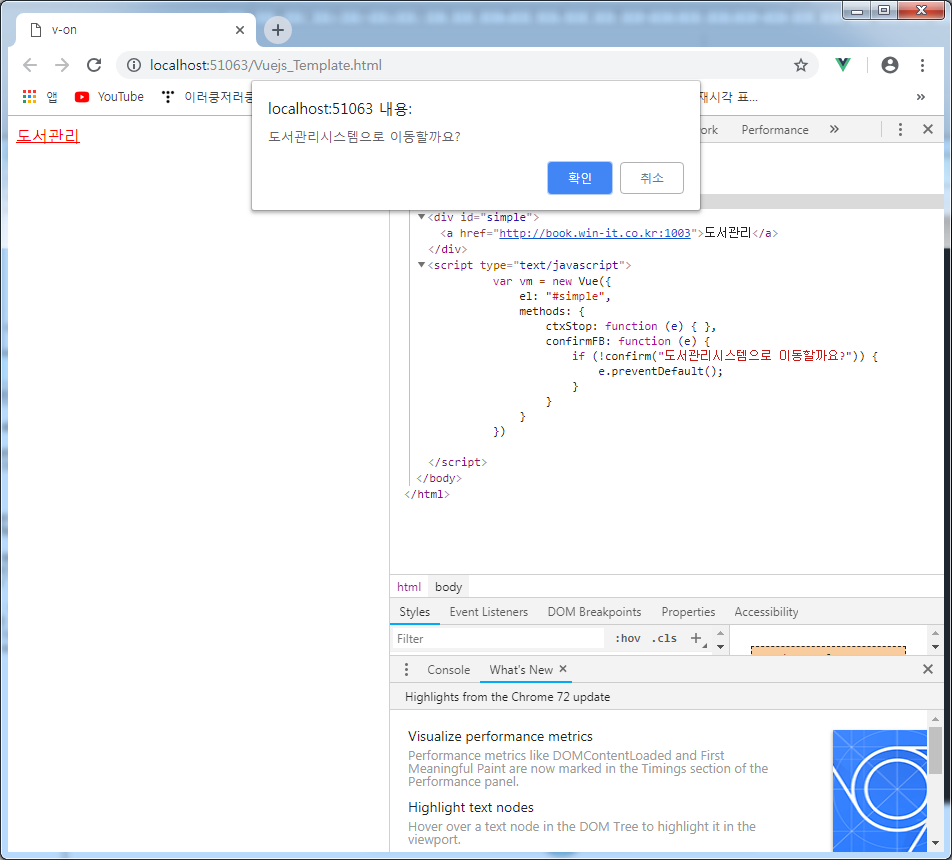 v-on
localhost:51063/Vuejs_Template.html
앱
YouTube
이러쿵저러쿵
재시각 표...
»
localhost:51063 내용:
도서관리시스템으로 이동할까요?
확인
취소
도서관리
ork
Performance
»
▼<div id="simple">
<a href="http://book.win-it.co.kr:1003">도서관리</a>
</div>
▼<script type="text/javascript">
var vm = new Vue({
el: "#simple",
methods: {
ctxStop: function (e) { },
confirmFB: function (e) {
if (!confirm("도서관리시스템으로 이동할까요?")) {
e.preventDefault();
}
}
}
})
</script>
</body>
</html>
html body
Styles Event Listeners DOM Breakpoints Properties Accessibility
Filter :hov .cls +
Console What's New ×
Highlights from the Chrome 72 update
Visualize performance metrics
Performance metrics like DOMContentLoaded and First
Meaningful Paint are now marked in the Timings section of the
Performance panel.
Highlight text nodes
Hover over a text node in the DOM Tree to highlight it in the
viewport.